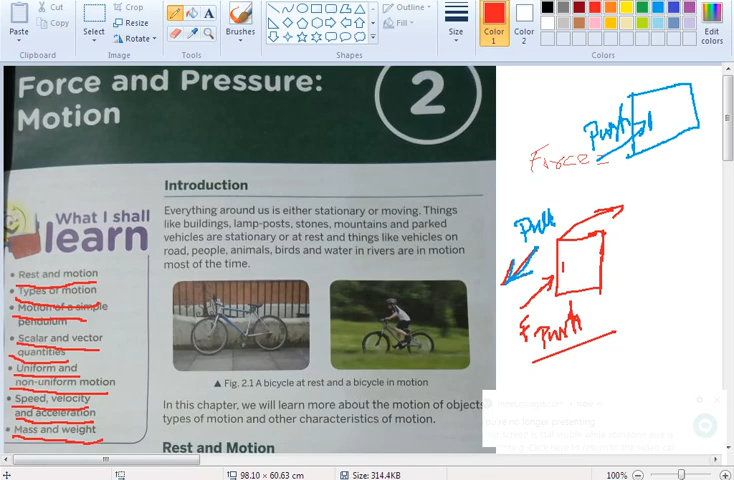 Cut
Copy
Paste
Clipboard
Crop
Resize
Rotate
Select
Image
A
Tools
Brushes
Shapes
Outline
Fill
Size
Color
1
Color
2
Colors
Edit
colors
Force and Pressure:
Motion
2
Introduction
Everything around us is either stationary or moving. Things
like buildings, lamp-posts, stones, mountains and parked
vehicles are stationary or at rest and things like vehicles on
road, people, animals, birds and water in rivers are in motion
most of the time.
What I shall
learn
• Rest and motion
• Types of motion
• Motion of a simple
pendulum
• Scalar and vector
quantities
• Uniform and
non-uniform motion
• Speed, velocity
and acceleration
• Mass and weight
▲ Fig. 2.1 A bicycle at rest and a bicycle in motion
In this chapter, we will learn more about the motion of objects
types of motion and other characteristics of motion.
Rest and Motion
Push
Force =
Pull
Push
98.10 × 60.63 cm
Size: 314.4KB
100%